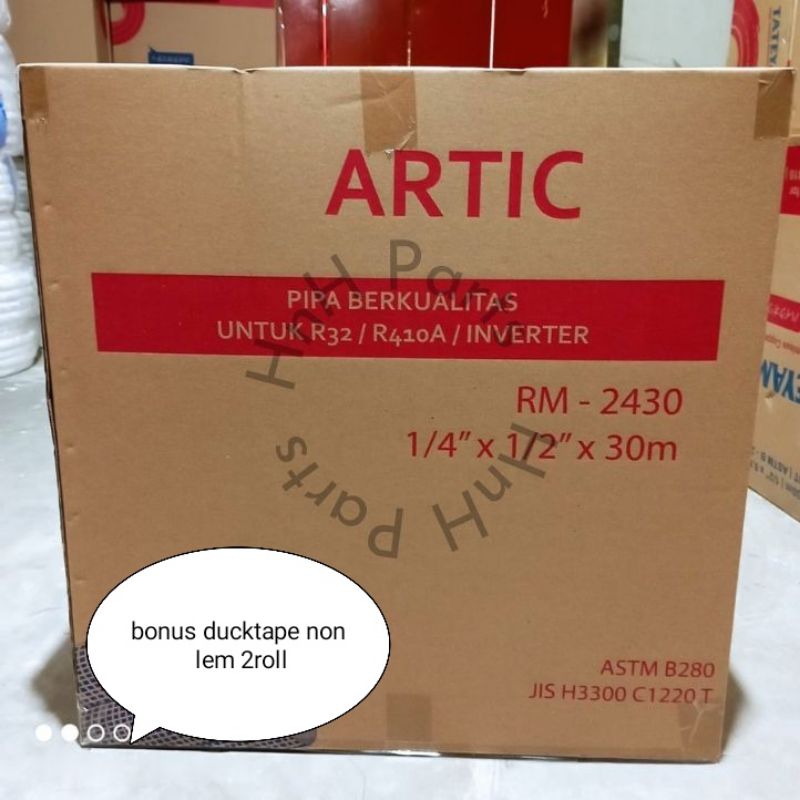 ARTIC
PIPA BERKUALITAS
UNTUK R32 / R410A / INVERTER
RM - 2430
1/4" x 1/2" x 30m
HnH Parts
HnH Parts
bonus ducktape non
lem 2roll
ASTM B280
JIS H3300 C1220 T